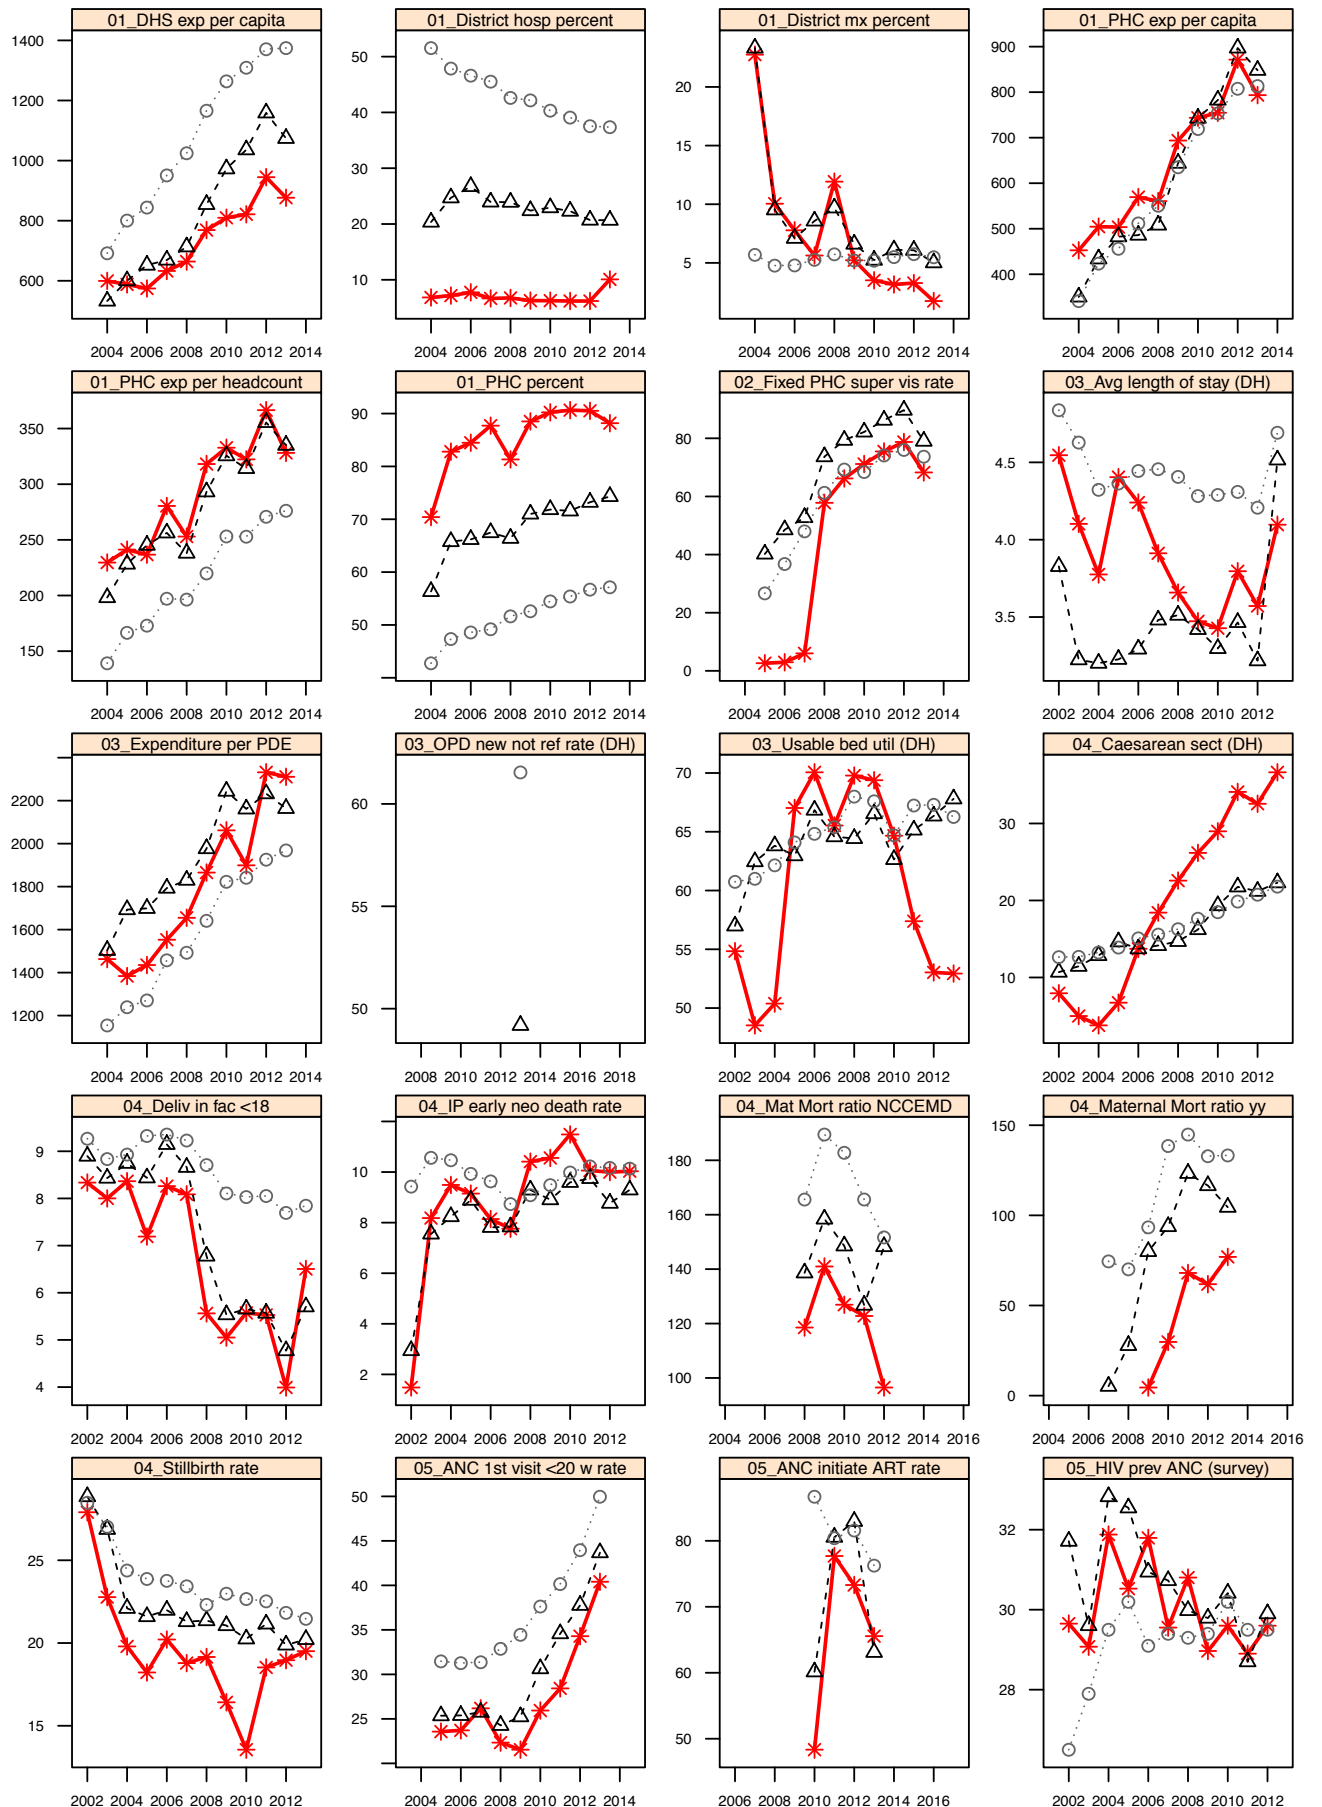 01_DHS exp per capita
1400
1200
1000
800
600
2004 2006 2008 2010 2012 2014
01_District hosp percent
50
40
30
20
10
01_District mx percent
20
15
10
5
2004 2006 2008 2010 2012 2014
01_PHC exp per capita
900
800
700
600
500
400
2004 2006 2008 2010 2012 2014
01_PHC exp per headcount
350
300
250
200
150
2004 2006 2008 2010 2012 2014
01_PHC percent
90
80
70
60
50
2004 2006 2008 2010 2012 2014
02_Fixed PHC super vis rate
80
60
40
20
0
2004 2006 2008 2010 2012 2014
03_Avg length of stay (DH)
4.5
4.0
3.5
2002 2004 2006 2008 2010 2012
03_Expenditure per PDE
2200
2000
1800
1600
1400
1200
2004 2006 2008 2010 2012 2014
03_OPD new not ref rate (DH)
60
55
50
2008 2010 2012 2014 2016 2018
03_Usable bed util (DH)
70
65
60
55
50
2002 2004 2006 2008 2010 2012
04_Caesarean sect (DH)
30
20
10
2002 2004 2006 2008 2010 2012
04_Deliv in fac <18
9
8
7
6
5
4
2002 2004 2006 2008 2010 2012
04_IP early neo death rate
10
8
6
4
2
2002 2004 2006 2008 2010 2012
04_Mat Mort ratio NCCEMD
180
160
140
120
100
2004 2006 2008 2010 2012 2014 2016
04_Maternal Mort ratio yy
150
100
50
0
2004 2006 2008 2010 2012 2014 2016
04_Stillbirth rate
25
20
15
2002 2004 2006 2008 2010 2012
05_ANC 1st visit <20 w rate
50
45
40
35
30
25
2004 2006 2008 2010 2012 2014
05_ANC initiate ART rate
80
70
60
50
2006 2008 2010 2012 2014 2016
05_HIV prev ANC (survey)
32
30
28
2002 2004 2006 2008 2010 2012